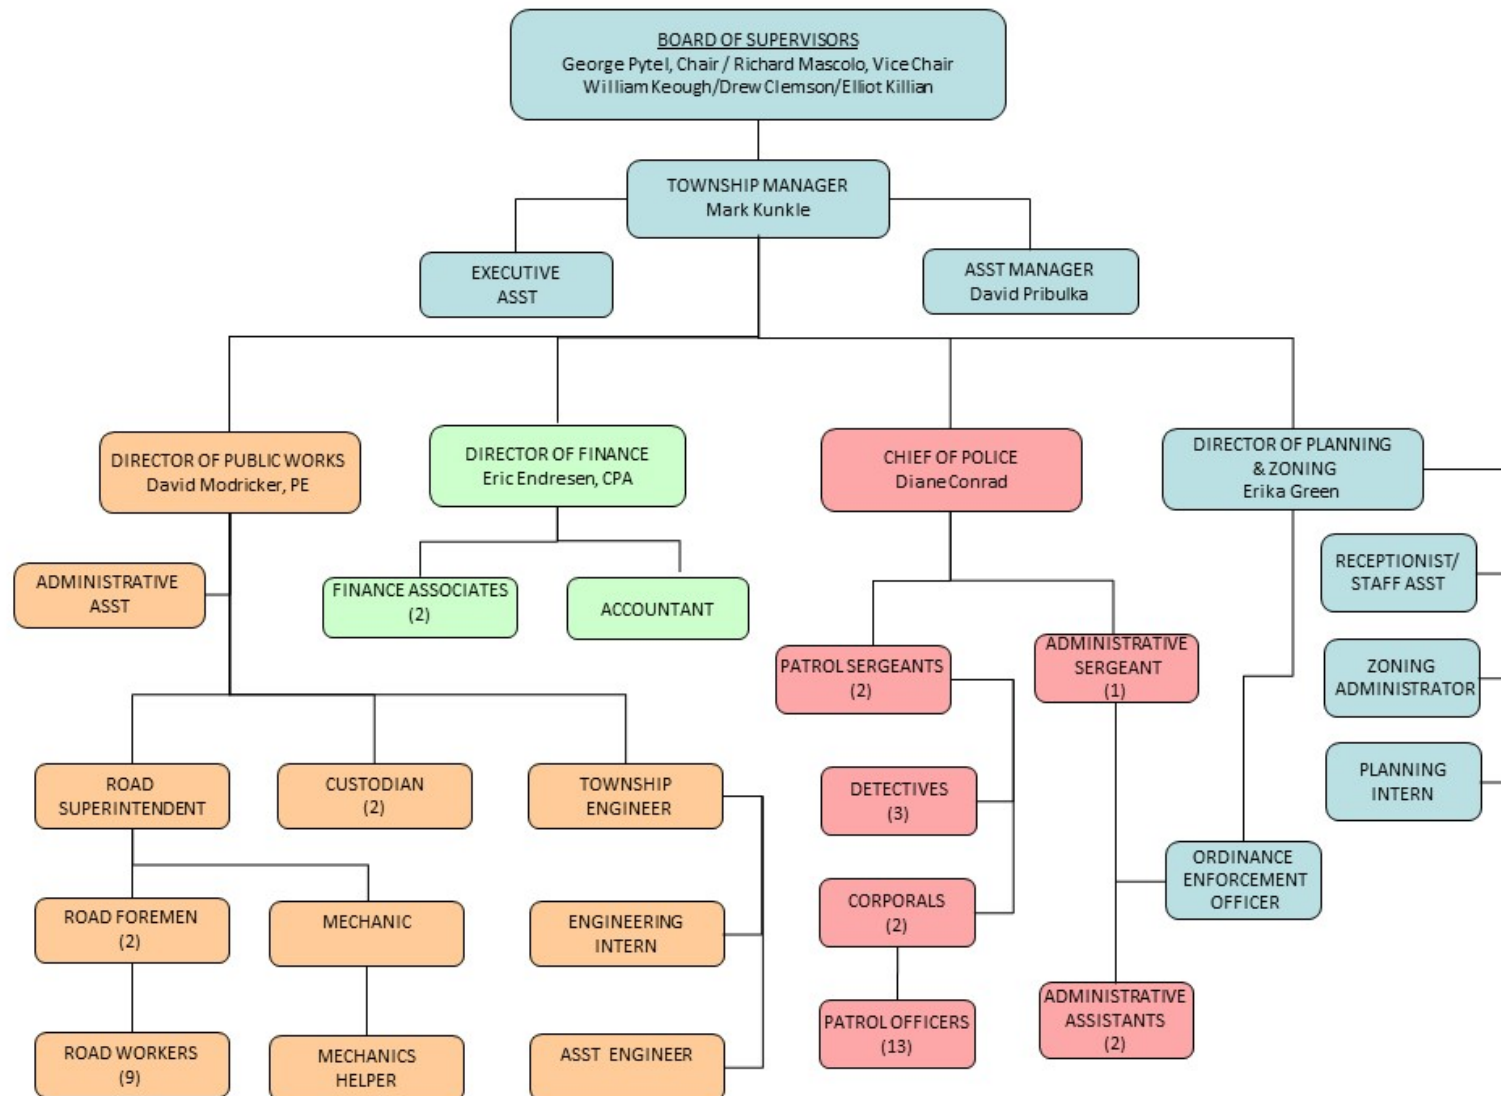 BOARD OF SUPERVISORS
George Pytel, Chair / Richard Mascolo, Vice Chair
William Keough/Drew Clemson/Elliot Killian
TOWNSHIP MANAGER
Mark Kunkle
EXECUTIVE
ASST
ASST MANAGER
David Pribulka
DIRECTOR OF PUBLIC WORKS
David Modricker, PE
DIRECTOR OF FINANCE
Eric Endresen, CPA
CHIEF OF POLICE
Diane Conrad
DIRECTOR OF PLANNING
& ZONING
Erika Green
ADMINISTRATIVE
ASST
FINANCE ASSOCIATES
(2)
ACCOUNTANT
RECEPTIONIST/
STAFF ASST
PATROL SERGEANTS
(2)
ADMINISTRATIVE
SERGEANT
(1)
ZONING
ADMINISTRATOR
ROAD
SUPERINTENDENT
CUSTODIAN
(2)
TOWNSHIP
ENGINEER
DETECTIVES
(3)
PLANNING
INTERN
ORDINANCE
ENFORCEMENT
OFFICER
ROAD FOREMEN
(2)
MECHANIC
ENGINEERING
INTERN
CORPORALS
(2)
ROAD WORKERS
(9)
MECHANICS
HELPER
ASST ENGINEER
PATROL OFFICERS
(13)
ADMINISTRATIVE
ASSISTANTS
(2)